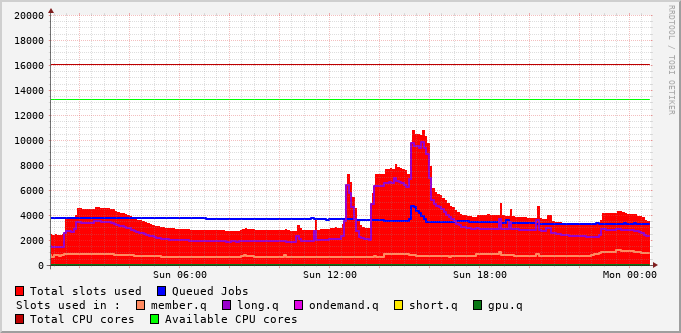 20000
18000
16000
14000
12000
10000
8000
6000
4000
2000
0
Sun 06:00 Sun 12:00 Sun 18:00 Mon 00:00
RRDTOOL / TOBI OETIKER
Total slots used Queued Jobs
Slots used in : member.q long.q ondemand.q short.q gpu.q
Total CPU cores Available CPU cores